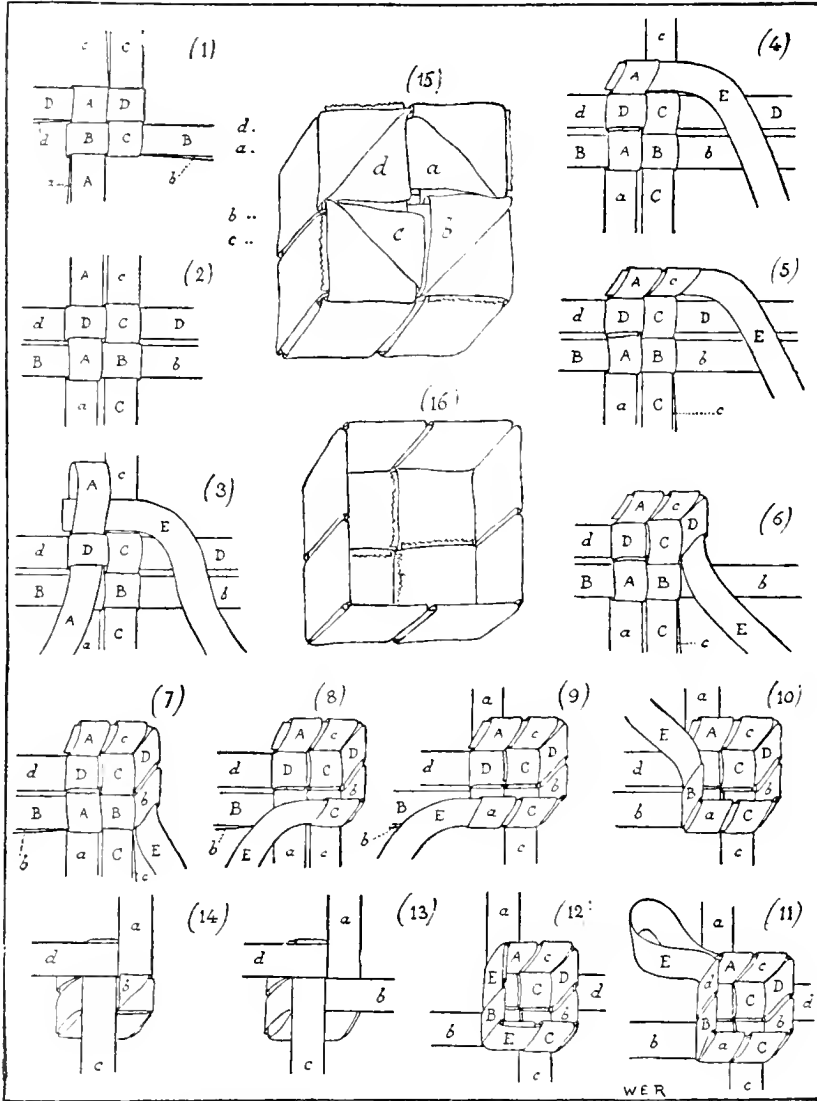 (1)
c C
D A D
d B C B
A b
(15)
d.
a.
b ..
c ..
d a
c b
(4)
c
A
E
d D C D
B A B b
a C
(2)
A c
d D C D
B A B b
a C
(5)
A c
d D C D
E
B A B b
a C c
(3)
c
A
E
d D C D
B B b
A
a C
(16)
(6)
A c
D
d D C
B A B b
E
a C c
(7)
A c
D
d D C
b
B A B
b a C E
c
(8)
A c
D
d D C
b
B C
b
E a c
(9)
a
A c
D
d D C
b
B a C
b E
c
(10)
a
E A c
D
d C
B b
b a C
c
(14)
a
d
b
c
(13)
a
d
b
c
(12)
a
A c
E D
C d
B b
b E C
c
(11)
a
E A c
d D
C d
B b
b a C
c
WER